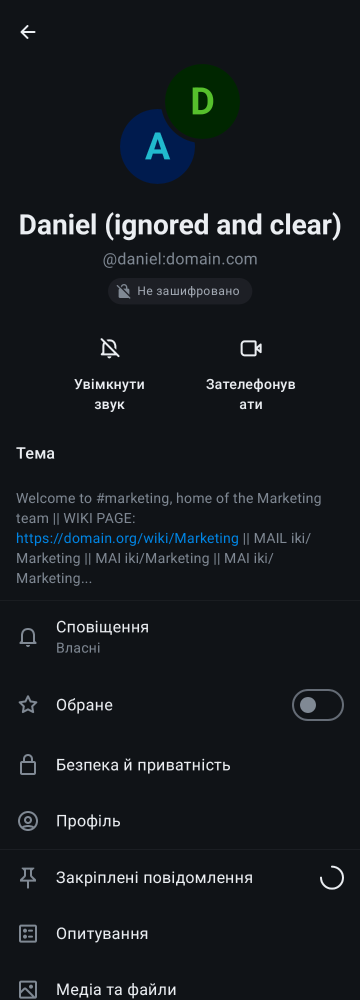 D
A
Daniel (ignored and clear)
@daniel:domain.com
Не зашифровано
Увімкнути
звук
Зателефонув
ати
Тема
Welcome to #marketing, home of the Marketing
team || WIKI PAGE:
https://domain.org/wiki/Marketing || MAIL iki/
Marketing || MAI iki/Marketing || MAI iki/
Marketing...
Сповіщення
Власні
Обране
Безпека й приватність
Профіль
Закріплені повідомлення
Опитування
Медіа та файли